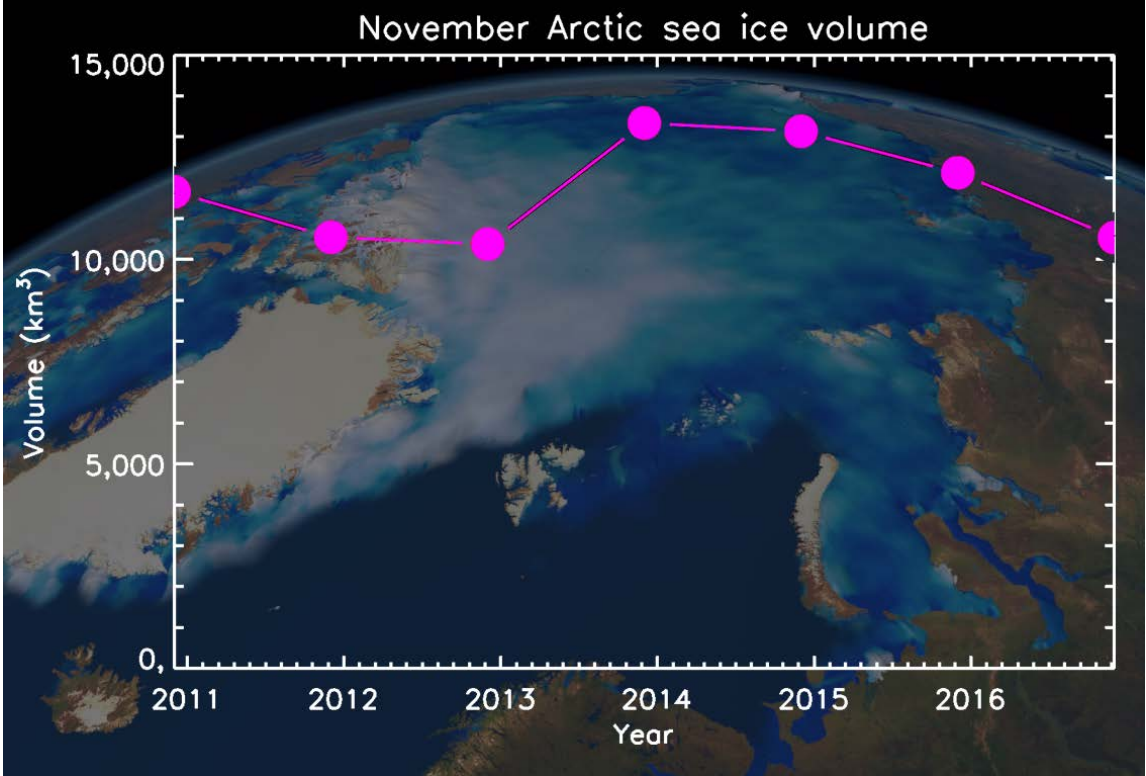 November Arctic sea ice volume
15,000
10,000
5,000
0,
Volume (km³)
2011 2012 2013 2014 2015 2016
Year